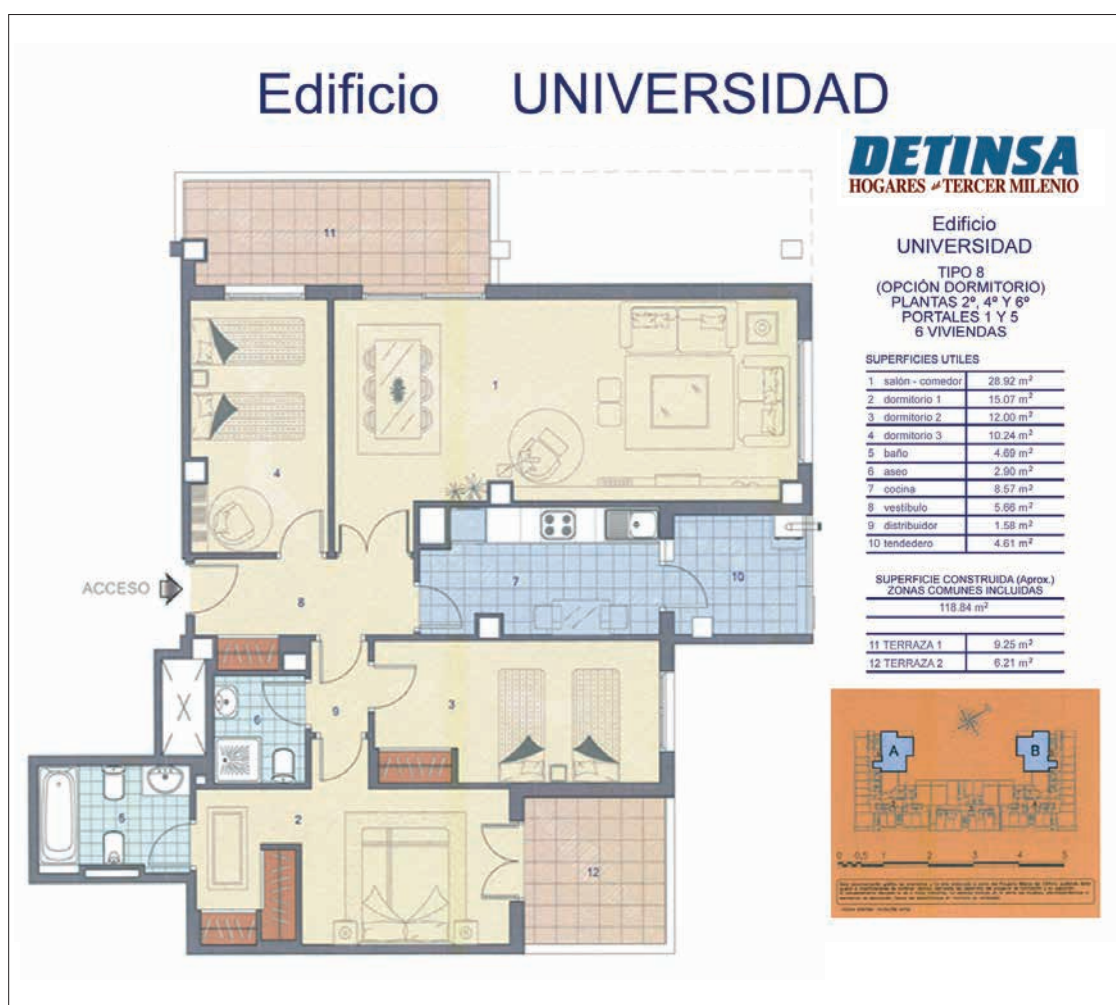 Edificio UNIVERSIDAD
DETINSA
HOGARES del TERCER MILENIO
Edificio
UNIVERSIDAD
TIPO 8
(OPCIÓN DORMITORIO)
PLANTAS 2º, 4º Y 6º
PORTALES 1 Y 5
6 VIVIENDAS
SUPERFICIES UTILES
1 salón - comedor 28.92 m²
2 dormitorio 1 15.07 m²
3 dormitorio 2 12.00 m²
4 dormitorio 3 10.24 m²
5 baño 4.69 m²
6 aseo 2.90 m²
7 cocina 8.57 m²
8 vestíbulo 5.66 m²
9 distribuidor 1.58 m²
10 tendedero 4.61 m²
SUPERFICIE CONSTRUIDA (Aprox.)
ZONAS COMUNES INCLUIDAS
118.84 m²
11 TERRAZA 1 9.25 m²
12 TERRAZA 2 6.21 m²
11
1
4
ACCESO
8
7
10
6
9
3
5
2
12
A
B
0 0,5 1 2 3 4 5